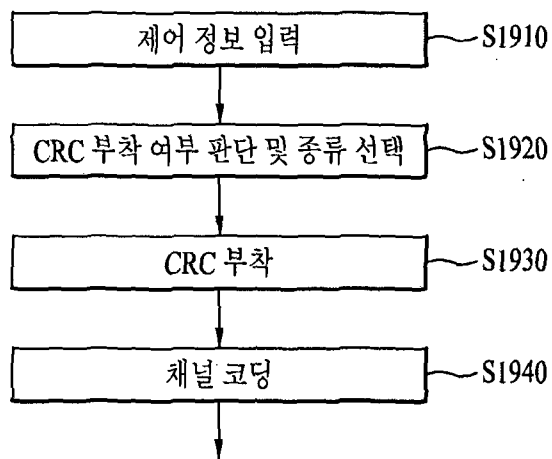 제어 정보 입력 S1910
CRC 부착 여부 판단 및 종류 선택 S1920
CRC 부착 S1930
채널 코딩 S1940